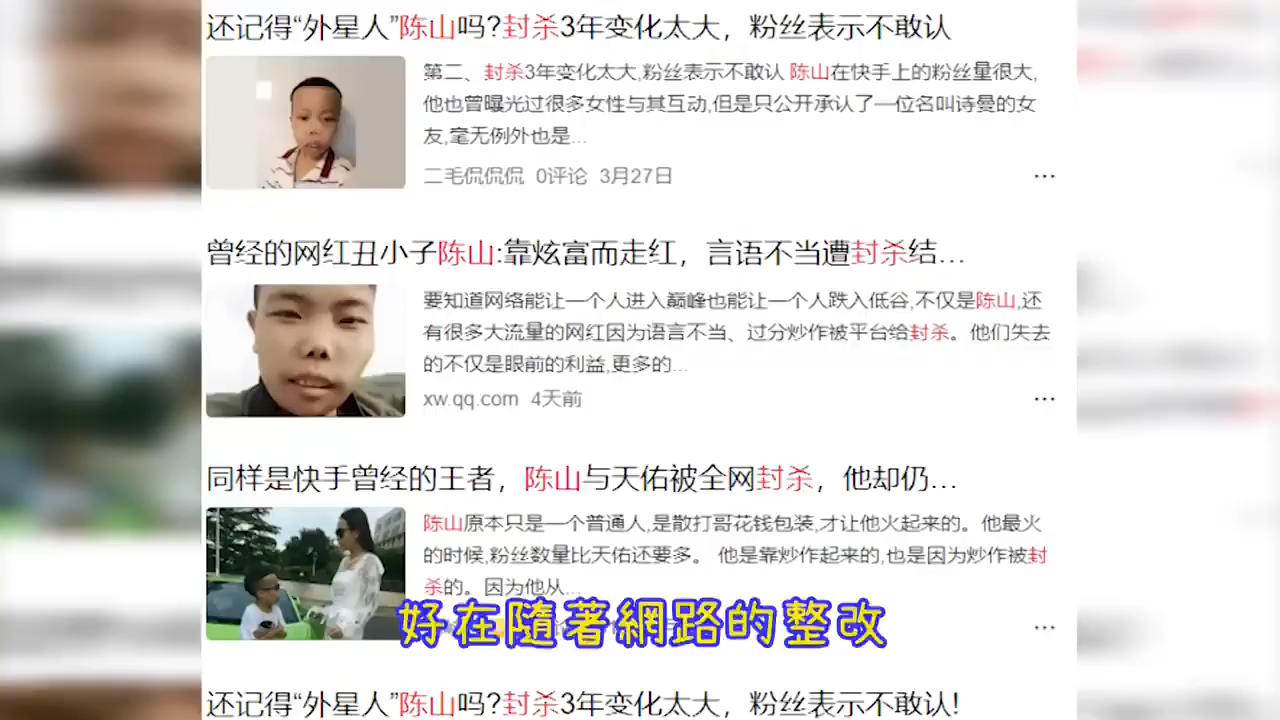 还记得“外星人”陈山吗?封杀3年变化太大，粉丝表示不敢认
第二、封杀3年变化太大,粉丝表示不敢认 陈山在快手上的粉丝量很大,
他也曾曝光过很多女性与其互动,但是只公开承认了一位名叫诗曼的女
友,毫无例外也是...
二毛侃侃侃 0评论 3月27日
曾经的网红丑小子陈山:靠炫富而走红，言语不当遭封杀结...
要知道网络能让一个人进入巅峰也能让一个人跌入低谷,不仅是陈山,还
有很多大流量的网红因为语言不当、过分炒作被平台给封杀。他们失去
的不仅是眼前的利益,更多的...
xw.qq.com 4天前
同样是快手曾经的王者，陈山与天佑被全网封杀，他却仍...
陈山原本只是一个普通人,是散打哥花钱包装,才让他火起来的。他最火
的时候,粉丝数量比天佑还要多。 他是靠炒作起来的,也是因为炒作被封
杀的。因为他从...
好在隨著網路的整改
还记得“外星人”陈山吗?封杀3年变化太大，粉丝表示不敢认!